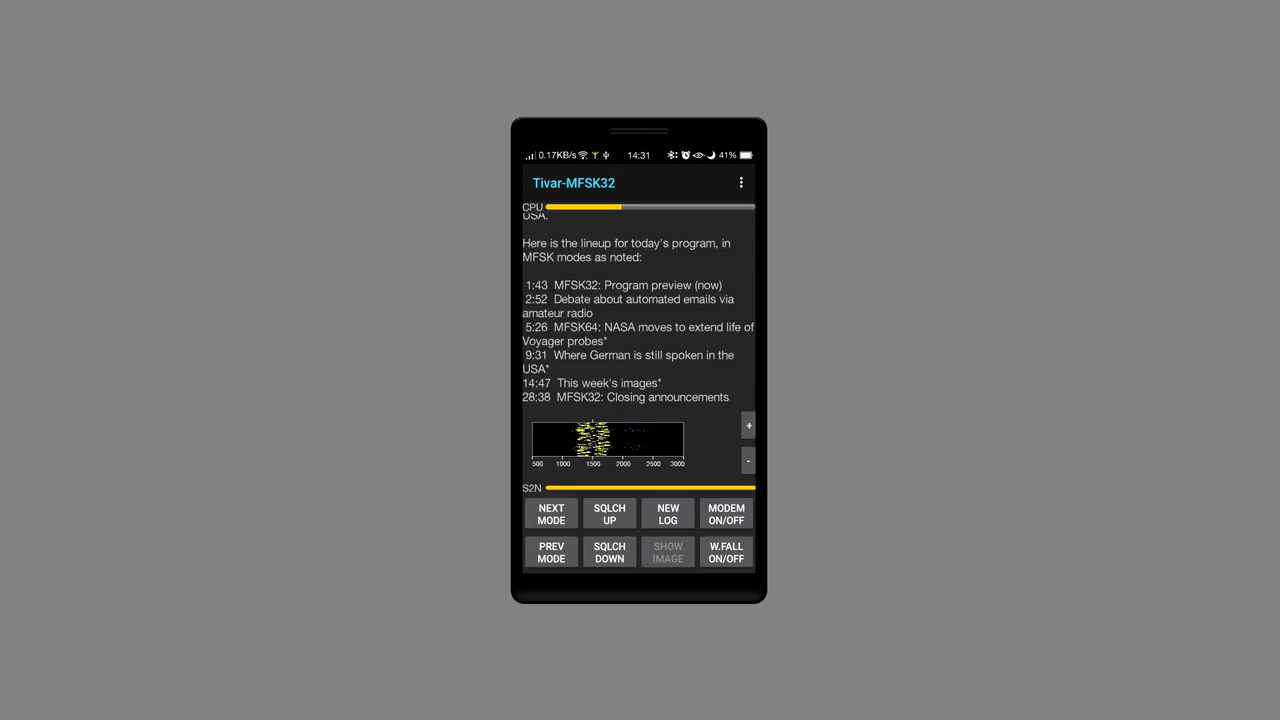 0.17KB/s 14:31 41%
Tivar-MFSK32
CPU
USA.
Here is the lineup for today's program, in
MFSK modes as noted:
1:43 MFSK32: Program preview (now)
2:52 Debate about automated emails via
amateur radio
5:26 MFSK64: NASA moves to extend life of
Voyager probes*
9:31 Where German is still spoken in the
USA*
14:47 This week's images*
28:38 MFSK32: Closing announcements
+
-
500 1000 1500 2000 2500 3000
S2N
NEXT MODE
SQLCH UP
NEW LOG
MODEM ON/OFF
PREV MODE
SQLCH DOWN
SHOW IMAGE
W.FALL ON/OFF